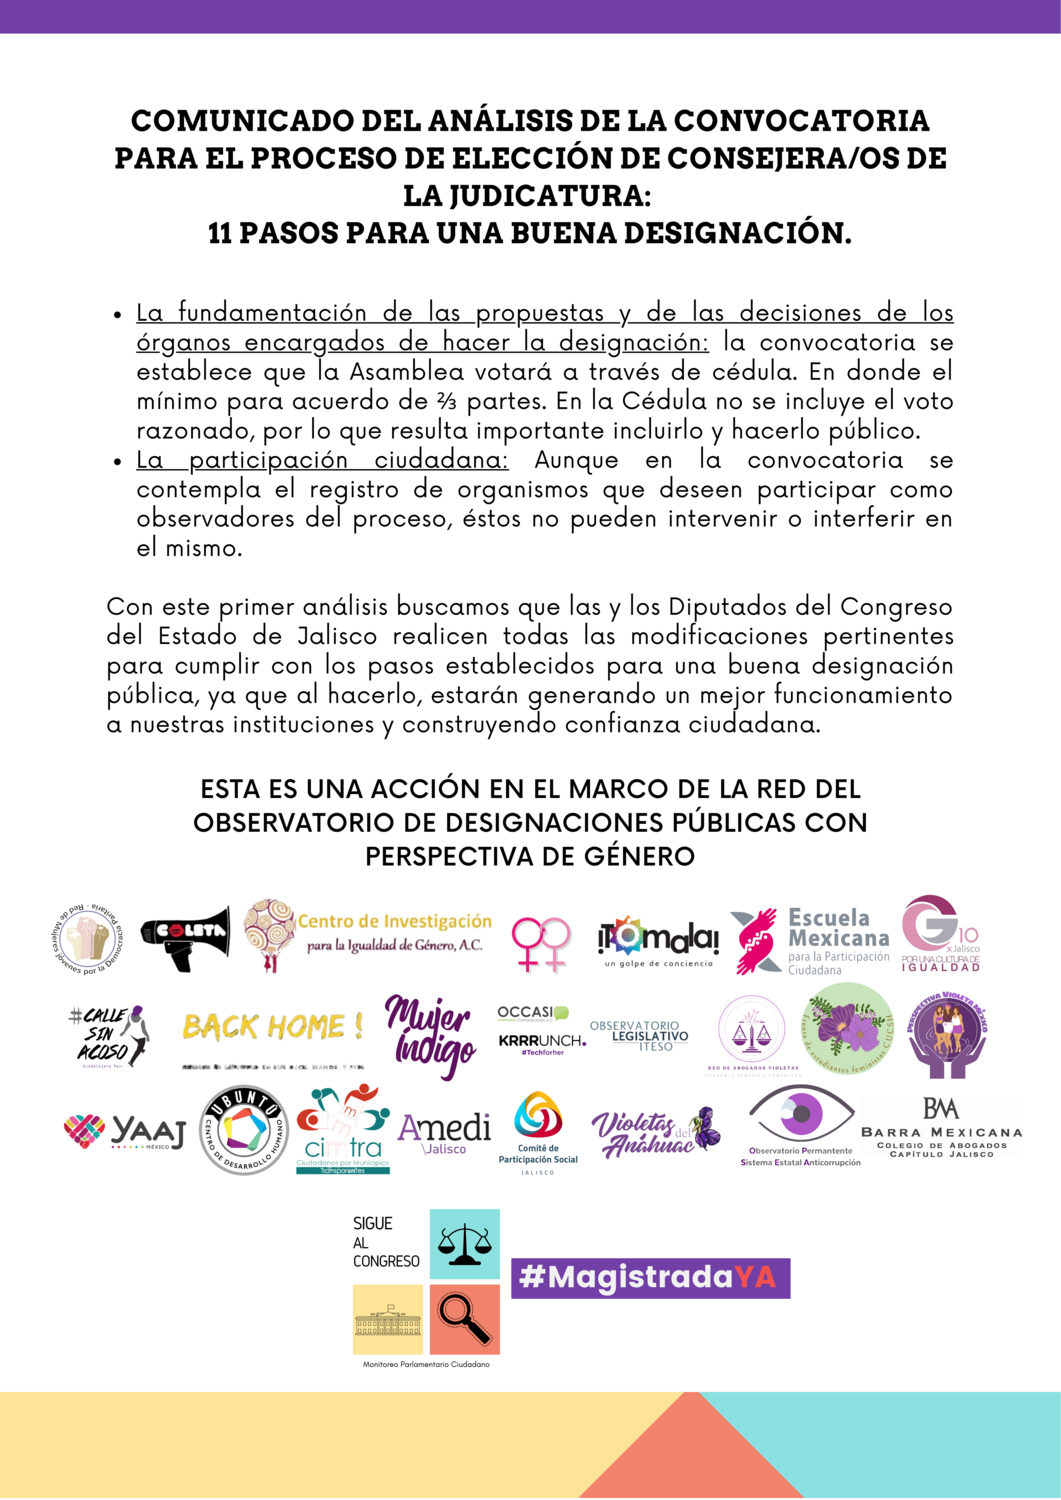 COMUNICADO DEL ANÁLISIS DE LA CONVOCATORIA
PARA EL PROCESO DE ELECCIÓN DE CONSEJERA/OS DE
LA JUDICATURA:
11 PASOS PARA UNA BUENA DESIGNACIÓN.
• La fundamentación de las propuestas y de las decisiones de los
órganos encargados de hacer la designación: la convocatoria se
establece que la Asamblea votará a través de cédula. En donde el
mínimo para acuerdo de ⅔ partes. En la Cédula no se incluye el voto
razonado, por lo que resulta importante incluirlo y hacerlo público.
• La participación ciudadana: Aunque en la convocatoria se
contempla el registro de organismos que deseen participar como
observadores del proceso, éstos no pueden intervenir o interferir en
el mismo.
Con este primer análisis buscamos que las y los Diputados del Congreso
del Estado de Jalisco realicen todas las modificaciones pertinentes
para cumplir con los pasos establecidos para una buena designación
pública, ya que al hacerlo, estarán generando un mejor funcionamiento
a nuestras instituciones y construyendo confianza ciudadana.
ESTA ES UNA ACCIÓN EN EL MARCO DE LA RED DEL
OBSERVATORIO DE DESIGNACIONES PÚBLICAS CON
PERSPECTIVA DE GÉNERO
Paritaria · Red de Mujeres jóvenes por la Democracia
COLETA
Centro de Investigación
para la Igualdad de Género, A.C.
¡Tómala!
un golpe de conciencia
Escuela
Mexicana
para la Participación
Ciudadana
G10
xJalisco
POR UNA CULTURA DE
IGUALDAD
#CALLE
SIN
ACOSO
BACK HOME !
Mujer
Índigo
OCCASIO
KRRRUNCH.
#Techforher
OBSERVATORIO
LEGISLATIVO
ITESO
RED DE ABOGADAS VIOLETAS
Frente de estudiantes feministas CUCSH
PERSPECTIVA VIOLETA MÉXICO
YAAJ
MÉXICO
UBUNTÚ
CENTRO DE DESARROLLO HUMANO
cimtra
Ciudadanos por Municipios
Transparentes
Amedi
\Jalisco
Comité de
Participación Social
JALISCO
Violetas
del
Anáhuac
Observatorio Permantente
Sistema Estatal Anticorrupción
BMA
BARRA MEXICANA
COLEGIO DE ABOGADOS
CAPÍTULO JALISCO
SIGUE
AL
CONGRESO
Monitoreo Parlamentario Ciudadano
#MagistradaYA